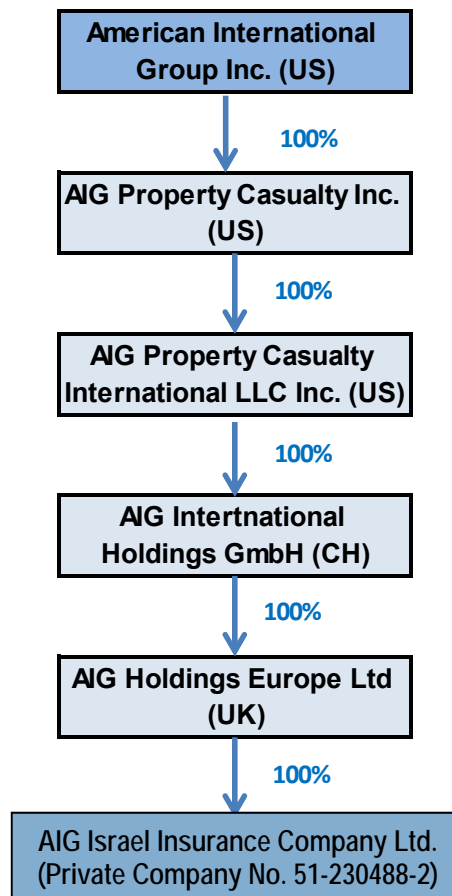 American International
Group Inc. (US)
100%
AIG Property Casualty Inc.
(US)
100%
AIG Property Casualty
International LLC Inc. (US)
100%
AIG Intertnational
Holdings GmbH (CH)
100%
AIG Holdings Europe Ltd
(UK)
100%
AIG Israel Insurance Company Ltd.
(Private Company No. 51-230488-2)